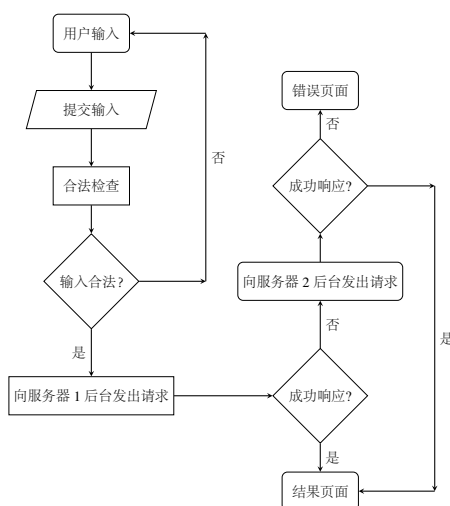 用户输入
提交输入
合法检查
输入合法?
否
是
向服务器 1 后台发出请求
错误页面
否
成功响应?
向服务器 2 后台发出请求
否
成功响应?
是
是
结果页面